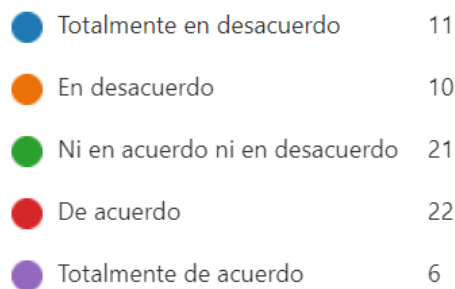 Totalmente en desacuerdo 11
En desacuerdo 10
Ni en acuerdo ni en desacuerdo 21
De acuerdo 22
Totalmente de acuerdo 6